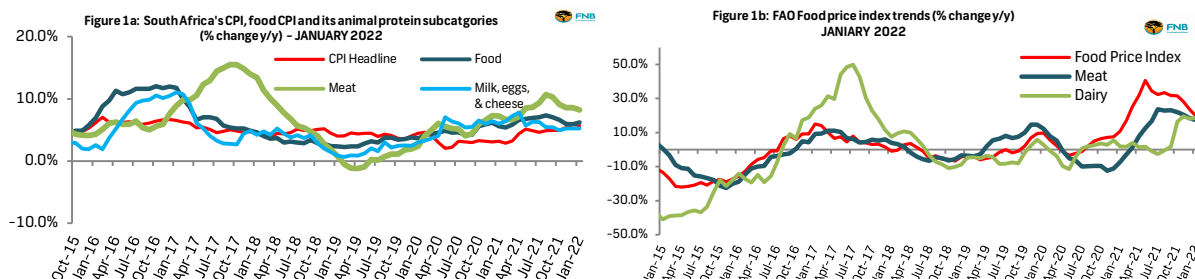 Figure 1a: South Africa's CPI, food CPI and its animal protein subcatgories
(% change y/y) – JANUARY 2022
FNB
20.0%
10.0%
0.0%
-10.0%
CPI Headline
Food
Meat
Milk, eggs,
& cheese
Oct-15
Jan-16
Apr-16
Jul-16
Oct-16
Jan-17
Apr-17
Jul-17
Oct-17
Jan-18
Apr-18
Jul-18
Oct-18
Jan-19
Apr-19
Jul-19
Oct-19
Jan-20
Apr-20
Jul-20
Oct-20
Jan-21
Apr-21
Jul-21
Oct-21
Jan-22
Figure 1b: FAO Food price index trends (% change y/y)
JANIARY 2022
FNB
50.0%
30.0%
10.0%
-10.0%
-30.0%
-50.0%
Food Price Index
Meat
Dairy
Jan-15
Apr-15
Jul-15
Oct-15
Jan-16
Apr-16
Jul-16
Oct-16
Jan-17
Apr-17
Jul-17
Oct-17
Jan-18
Apr-18
Jul-18
Oct-18
Jan-19
Apr-19
Jul-19
Oct-19
Jan-20
Apr-20
Jul-20
Oct-20
Jan-21
Apr-21
Jul-21
Oct-21
Jan-22